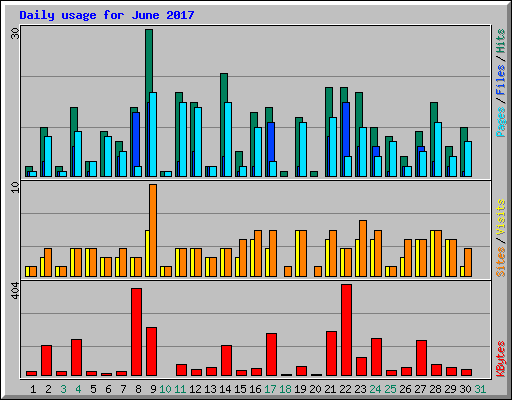 Daily usage for June 2017
30
Pages / Files / Hits
10
Sites / Visits
404
KBytes
1 2 3 4 5 6 7 8 9 10 11 12 13 14 15 16 17 18 19 20 21 22 23 24 25 26 27 28 29 30 31